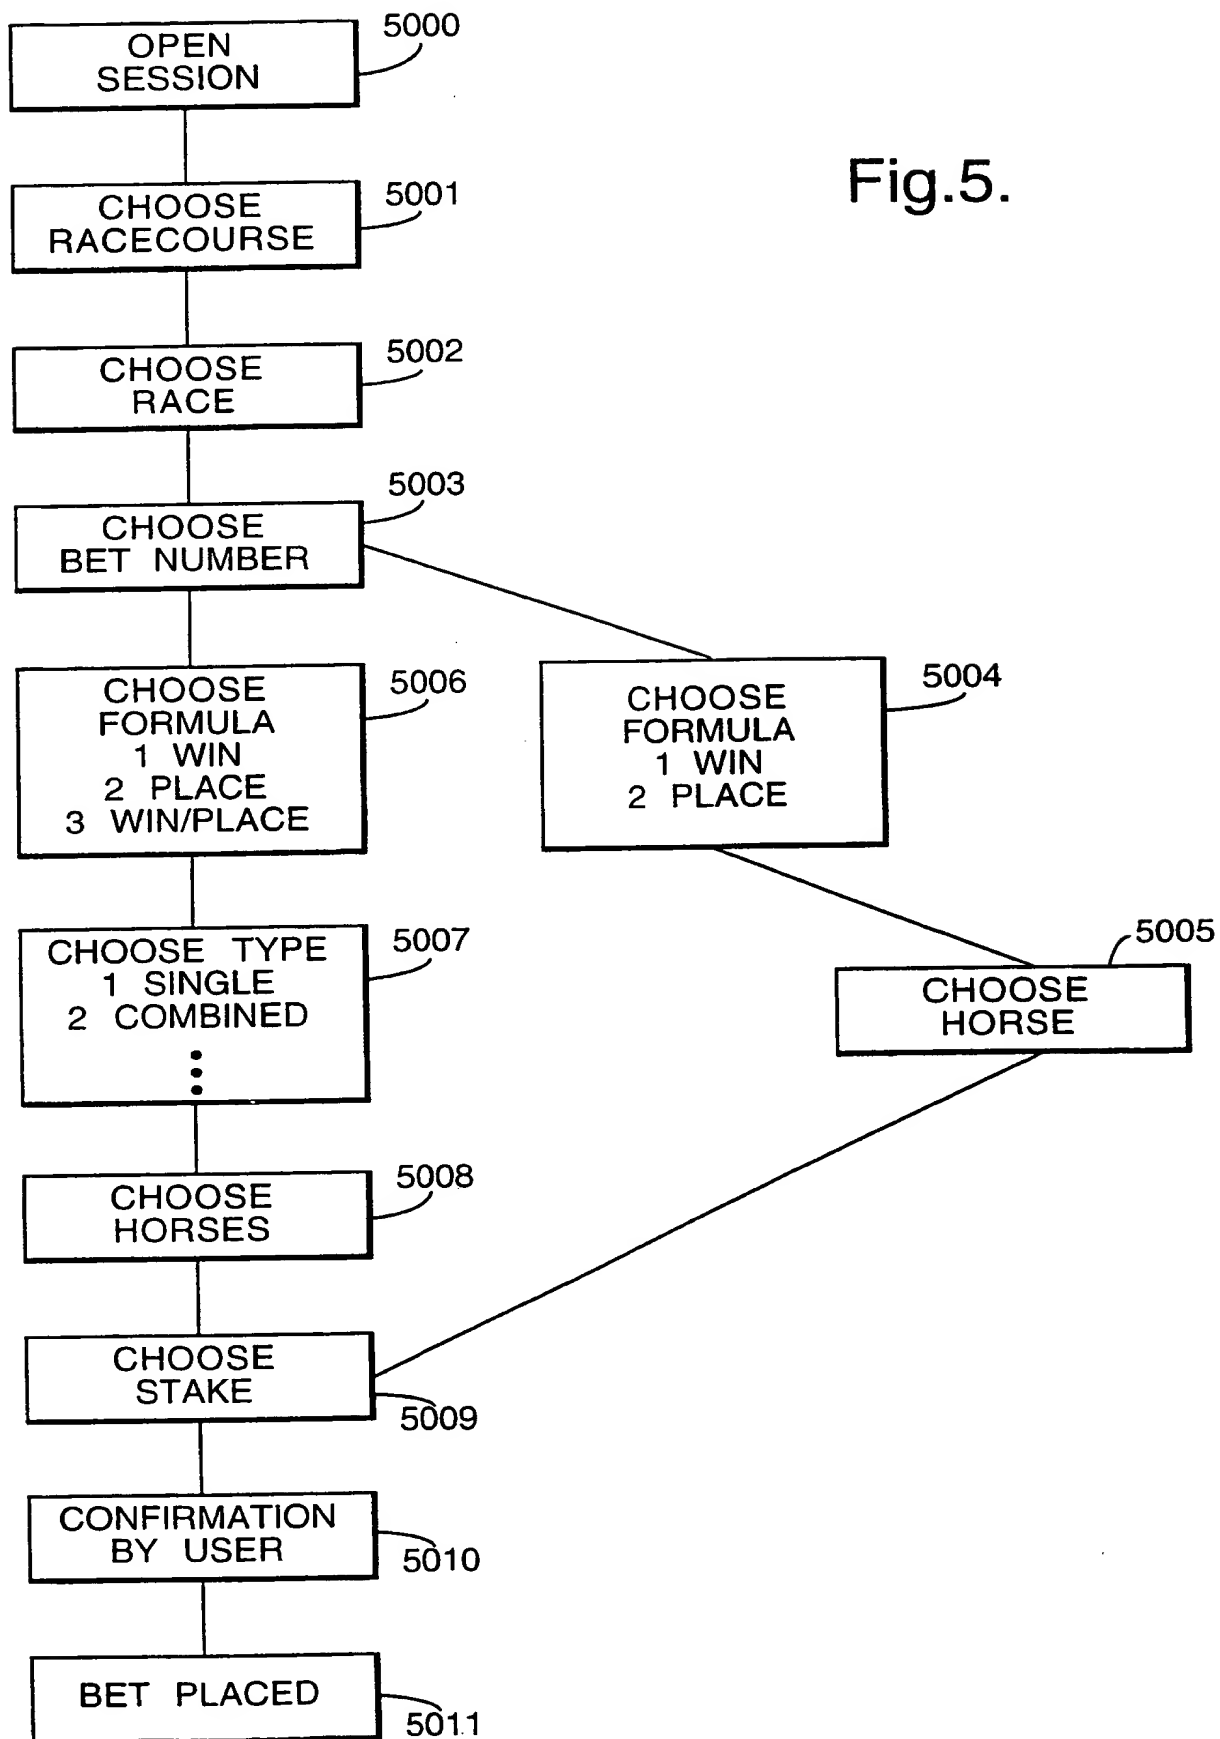 OPEN
SESSION
5000
Fig.5.
CHOOSE
RACECOURSE
5001
CHOOSE
RACE
5002
CHOOSE
BET NUMBER
5003
CHOOSE
FORMULA
1 WIN
2 PLACE
3 WIN/PLACE
5006
CHOOSE
FORMULA
1 WIN
2 PLACE
5004
CHOOSE TYPE
1 SINGLE
2 COMBINED
5007
CHOOSE
HORSE
5005
CHOOSE
HORSES
5008
CHOOSE
STAKE
5009
CONFIRMATION
BY USER
5010
BET PLACED
5011